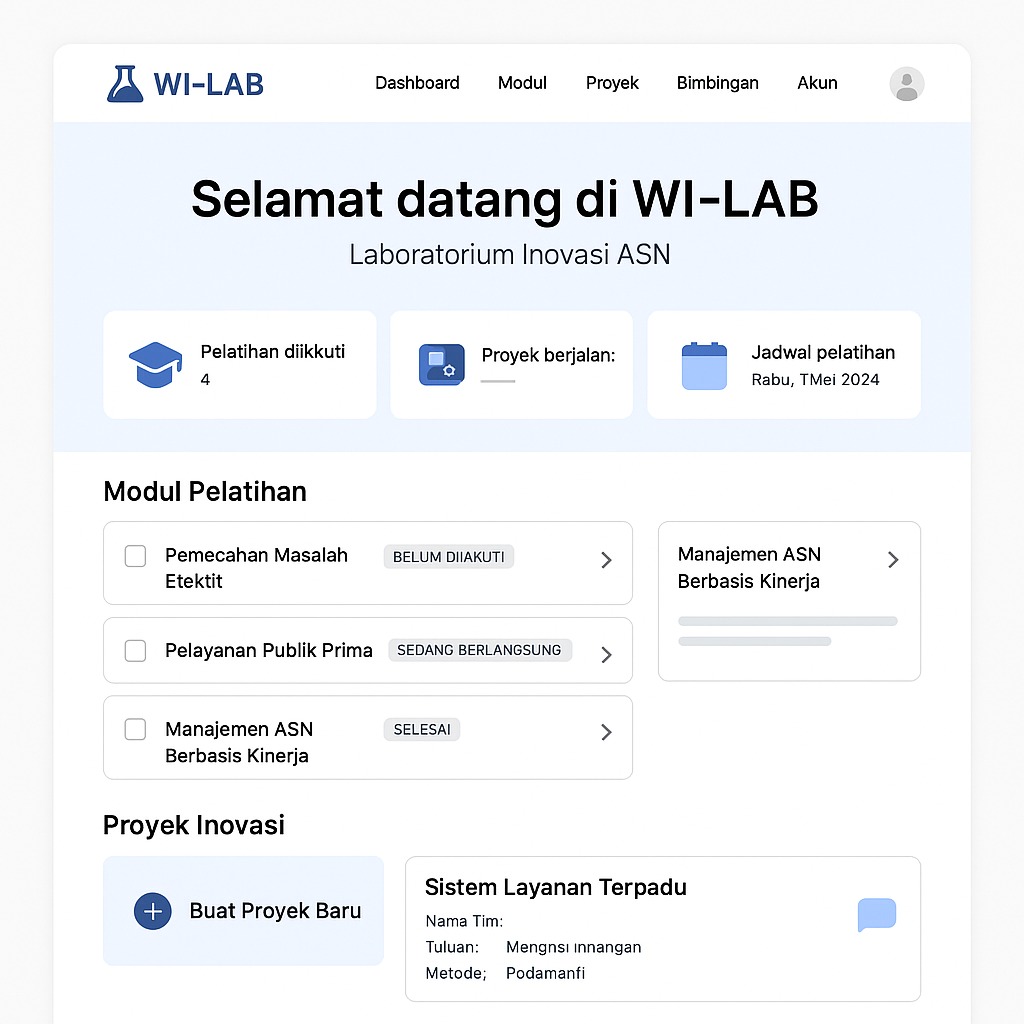 WI-LAB
Dashboard
Modul
Proyek
Bimbingan
Akun
Selamat datang di WI-LAB
Laboratorium Inovasi ASN
Pelatihan diikkuti
4
Proyek berjalan:
Jadwal pelatihan
Rabu, TMei 2024
Modul Pelatihan
Pemecahan Masalah
Etektit
BELUM DIIAKUTI
Pelayanan Publik Prima
SEDANG BERLANGSUNG
Manajemen ASN
Berbasis Kinerja
SELESAI
Manajemen ASN
Berbasis Kinerja
Proyek Inovasi
Buat Proyek Baru
Sistem Layanan Terpadu
Nama Tim:
Tuluan: Mengnsı ınnangan
Metode; Podamanfi